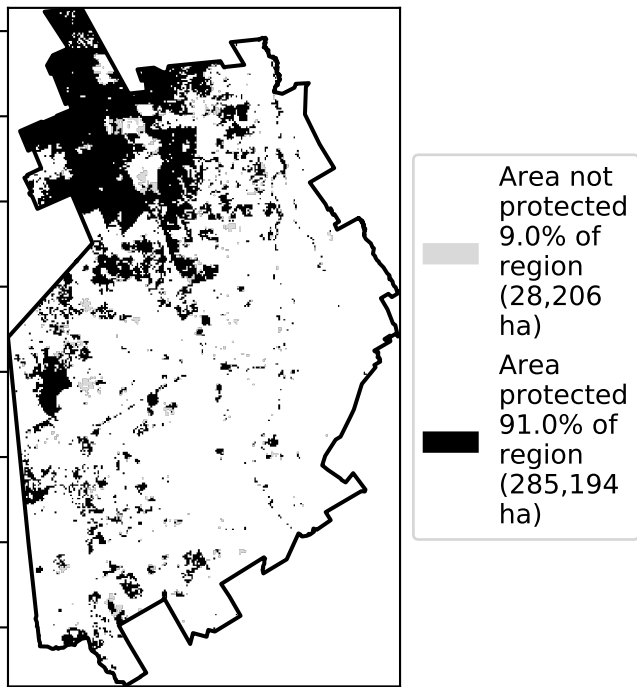 Area not
protected
9.0% of
region
(28,206
ha)
Area
protected
91.0% of
region
(285,194
ha)